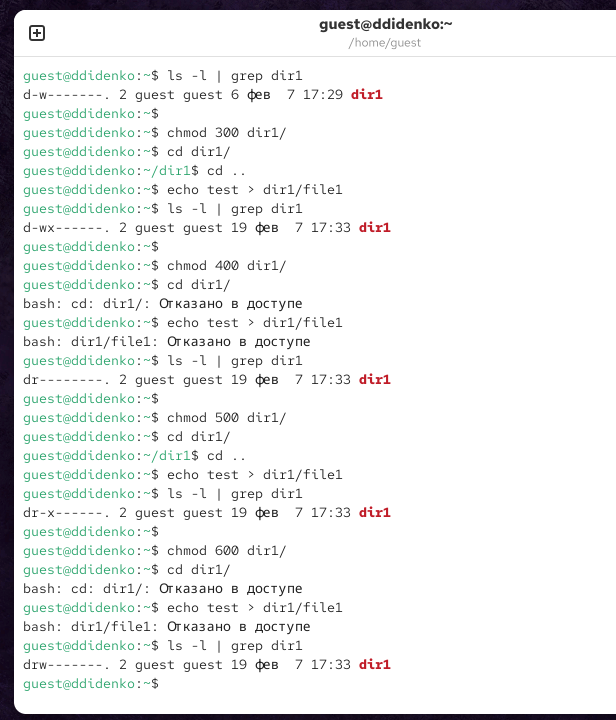 guest@ddidenko:~
/home/guest
guest@ddidenko:~$ ls -l | grep dir1
d-w-------. 2 guest guest 6 фев  7 17:29 dir1
guest@ddidenko:~$
guest@ddidenko:~$ chmod 300 dir1/
guest@ddidenko:~$ cd dir1/
guest@ddidenko:~/dir1$ cd ..
guest@ddidenko:~$ echo test > dir1/file1
guest@ddidenko:~$ ls -l | grep dir1
d-wx------. 2 guest guest 19 фев  7 17:33 dir1
guest@ddidenko:~$
guest@ddidenko:~$ chmod 400 dir1/
guest@ddidenko:~$ cd dir1/
bash: cd: dir1/: Отказано в доступе
guest@ddidenko:~$ echo test > dir1/file1
bash: dir1/file1: Отказано в доступе
guest@ddidenko:~$ ls -l | grep dir1
dr--------. 2 guest guest 19 фев  7 17:33 dir1
guest@ddidenko:~$
guest@ddidenko:~$ chmod 500 dir1/
guest@ddidenko:~$ cd dir1/
guest@ddidenko:~/dir1$ cd ..
guest@ddidenko:~$ echo test > dir1/file1
guest@ddidenko:~$ ls -l | grep dir1
dr-x------. 2 guest guest 19 фев  7 17:33 dir1
guest@ddidenko:~$
guest@ddidenko:~$ chmod 600 dir1/
guest@ddidenko:~$ cd dir1/
bash: cd: dir1/: Отказано в доступе
guest@ddidenko:~$ echo test > dir1/file1
bash: dir1/file1: Отказано в доступе
guest@ddidenko:~$ ls -l | grep dir1
drw-------. 2 guest guest 19 фев  7 17:33 dir1
guest@ddidenko:~$